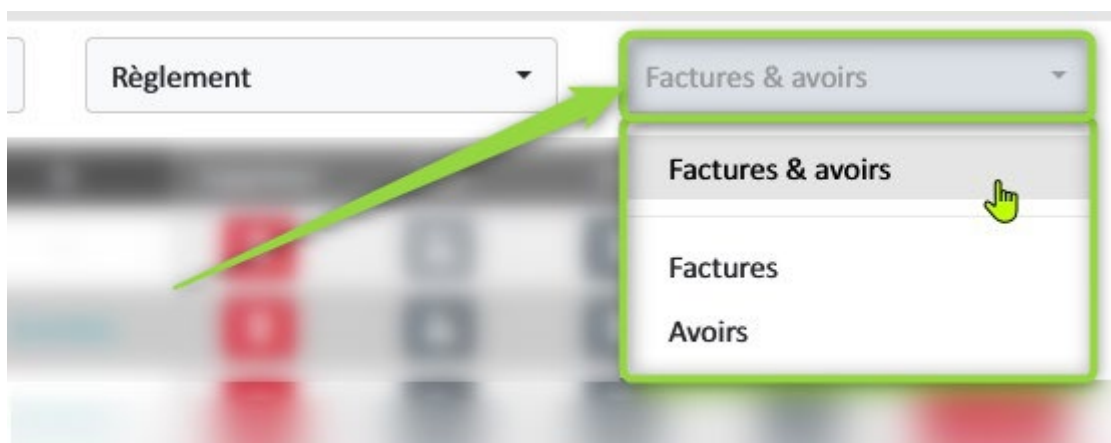 Règlement
Factures & avoirs
Factures & avoirs
Factures
Avoirs